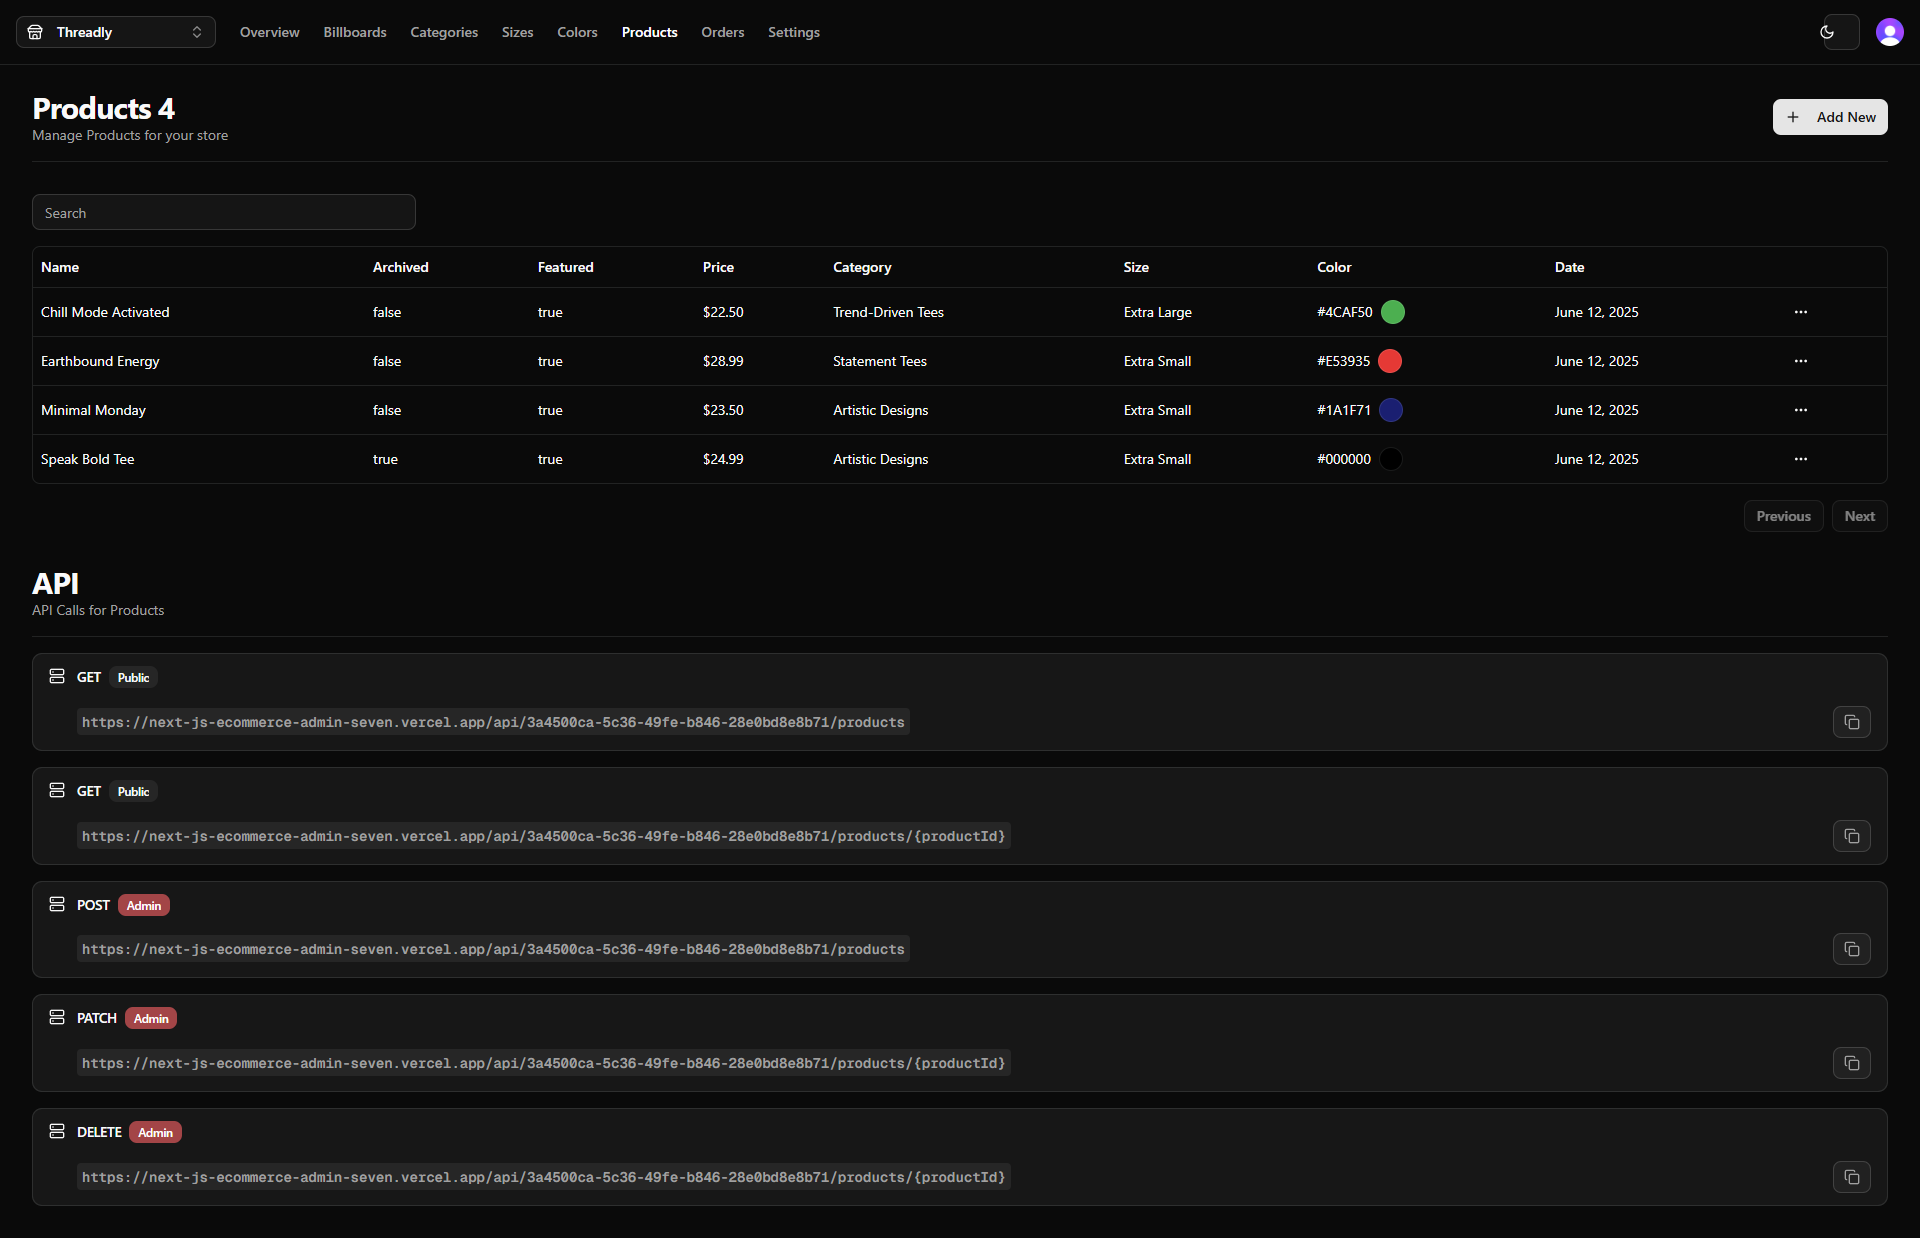 Threadly Overview Billboards Categories Sizes Colors Products Orders Settings
Products 4
Manage Products for your store
+ Add New
Search
Name Archived Featured Price Category Size Color Date
Chill Mode Activated false true $22.50 Trend-Driven Tees Extra Large #4CAF50 June 12, 2025 ···
Earthbound Energy false true $28.99 Statement Tees Extra Small #E53935 June 12, 2025 ···
Minimal Monday false true $23.50 Artistic Designs Extra Small #1A1F71 June 12, 2025 ···
Speak Bold Tee true true $24.99 Artistic Designs Extra Small #000000 June 12, 2025 ···
Previous Next
API
API Calls for Products
GET Public
https://next-js-ecommerce-admin-seven.vercel.app/api/3a4500ca-5c36-49fe-b846-28e0bd8e8b71/products
GET Public
https://next-js-ecommerce-admin-seven.vercel.app/api/3a4500ca-5c36-49fe-b846-28e0bd8e8b71/products/{productId}
POST Admin
https://next-js-ecommerce-admin-seven.vercel.app/api/3a4500ca-5c36-49fe-b846-28e0bd8e8b71/products
PATCH Admin
https://next-js-ecommerce-admin-seven.vercel.app/api/3a4500ca-5c36-49fe-b846-28e0bd8e8b71/products/{productId}
DELETE Admin
https://next-js-ecommerce-admin-seven.vercel.app/api/3a4500ca-5c36-49fe-b846-28e0bd8e8b71/products/{productId}